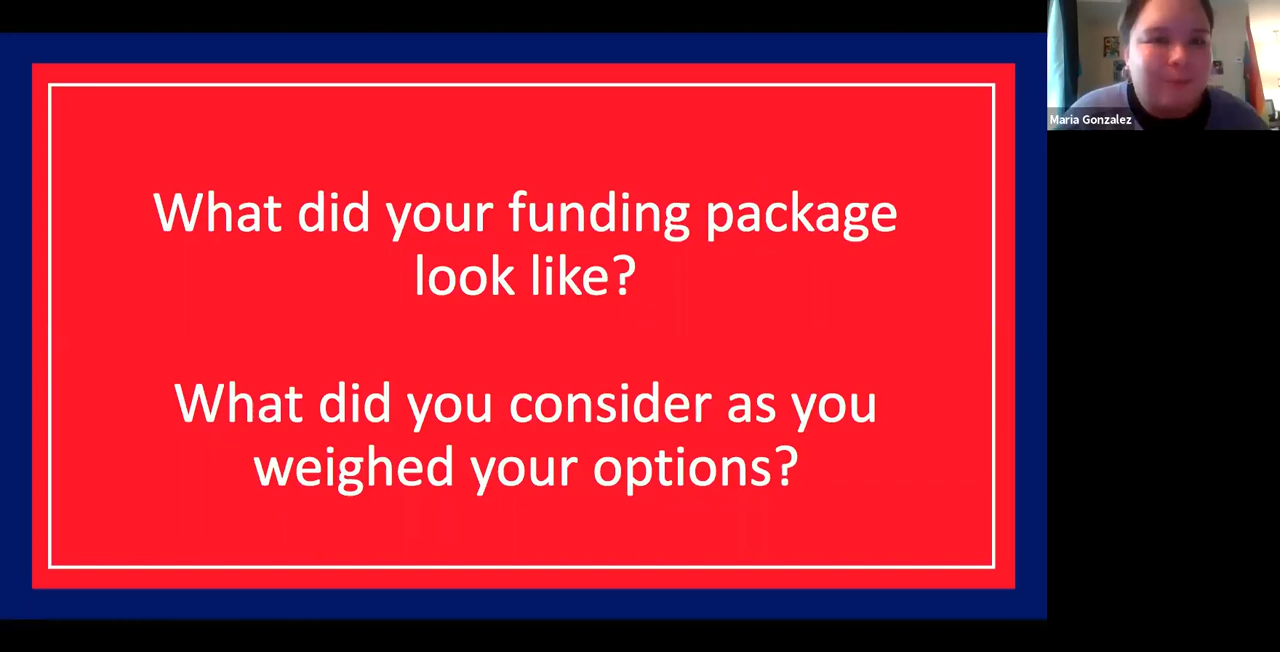 What did your funding package
look like?
What did you consider as you
weighed your options?
Maria Gonzalez